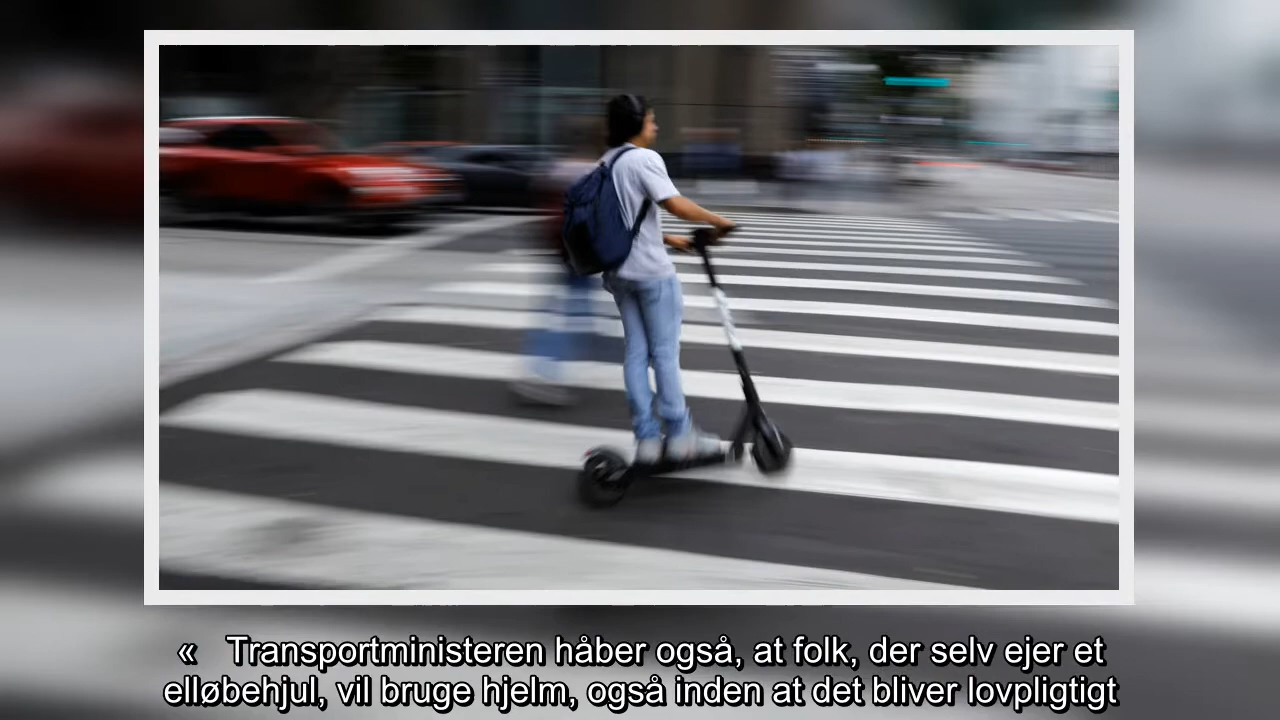 « Transportministeren håber også, at folk, der selv ejer et
elløbehjul, vil bruge hjelm, også inden at det bliver lovpligtigt